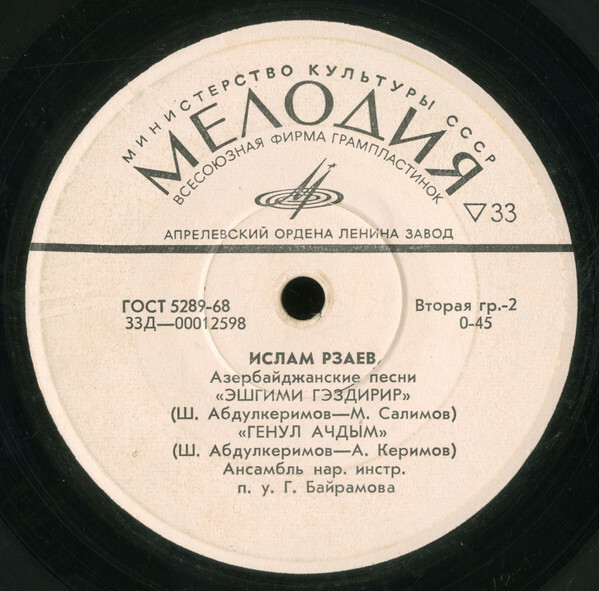 МИНИСТЕРСТВО КУЛЬТУРЫ СССР
МЕЛОДИЯ
ВСЕСОЮЗНАЯ ФИРМА ГРАМПЛАСТИНОК
▽33
АПРЕЛЕВСКИЙ ОРДЕНА ЛЕНИНА ЗАВОД
ГОСТ 5289-68 Вторая гр.-2
33Д—00012598 0-45
ИСЛАМ РЗАЕВ
Азербайджанские песни
«ЭШГИМИ ГЭЗДИРИР»
(Ш. Абдулкеримов—М. Салимов)
«ГЕНУЛ АЧДЫМ»
(Ш. Абдулкеримов—А. Керимов)
Ансамбль нар. инстр.
п. у. Г. Байрамова